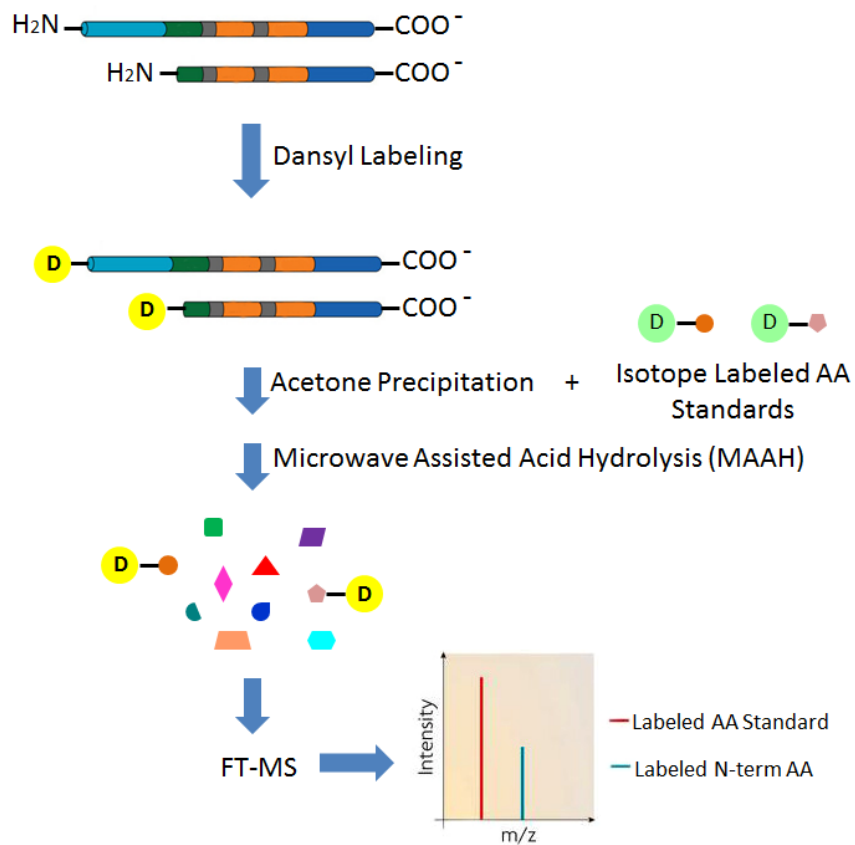 H2N COO-
H2N COO-
Dansyl Labeling
D COO-
D COO-
D D
Acetone Precipitation + Isotope Labeled AA
Standards
Microwave Assisted Acid Hydrolysis (MAAH)
D
D
Intensity
Labeled AA Standard
FT-MS
Labeled N-term AA
m/z